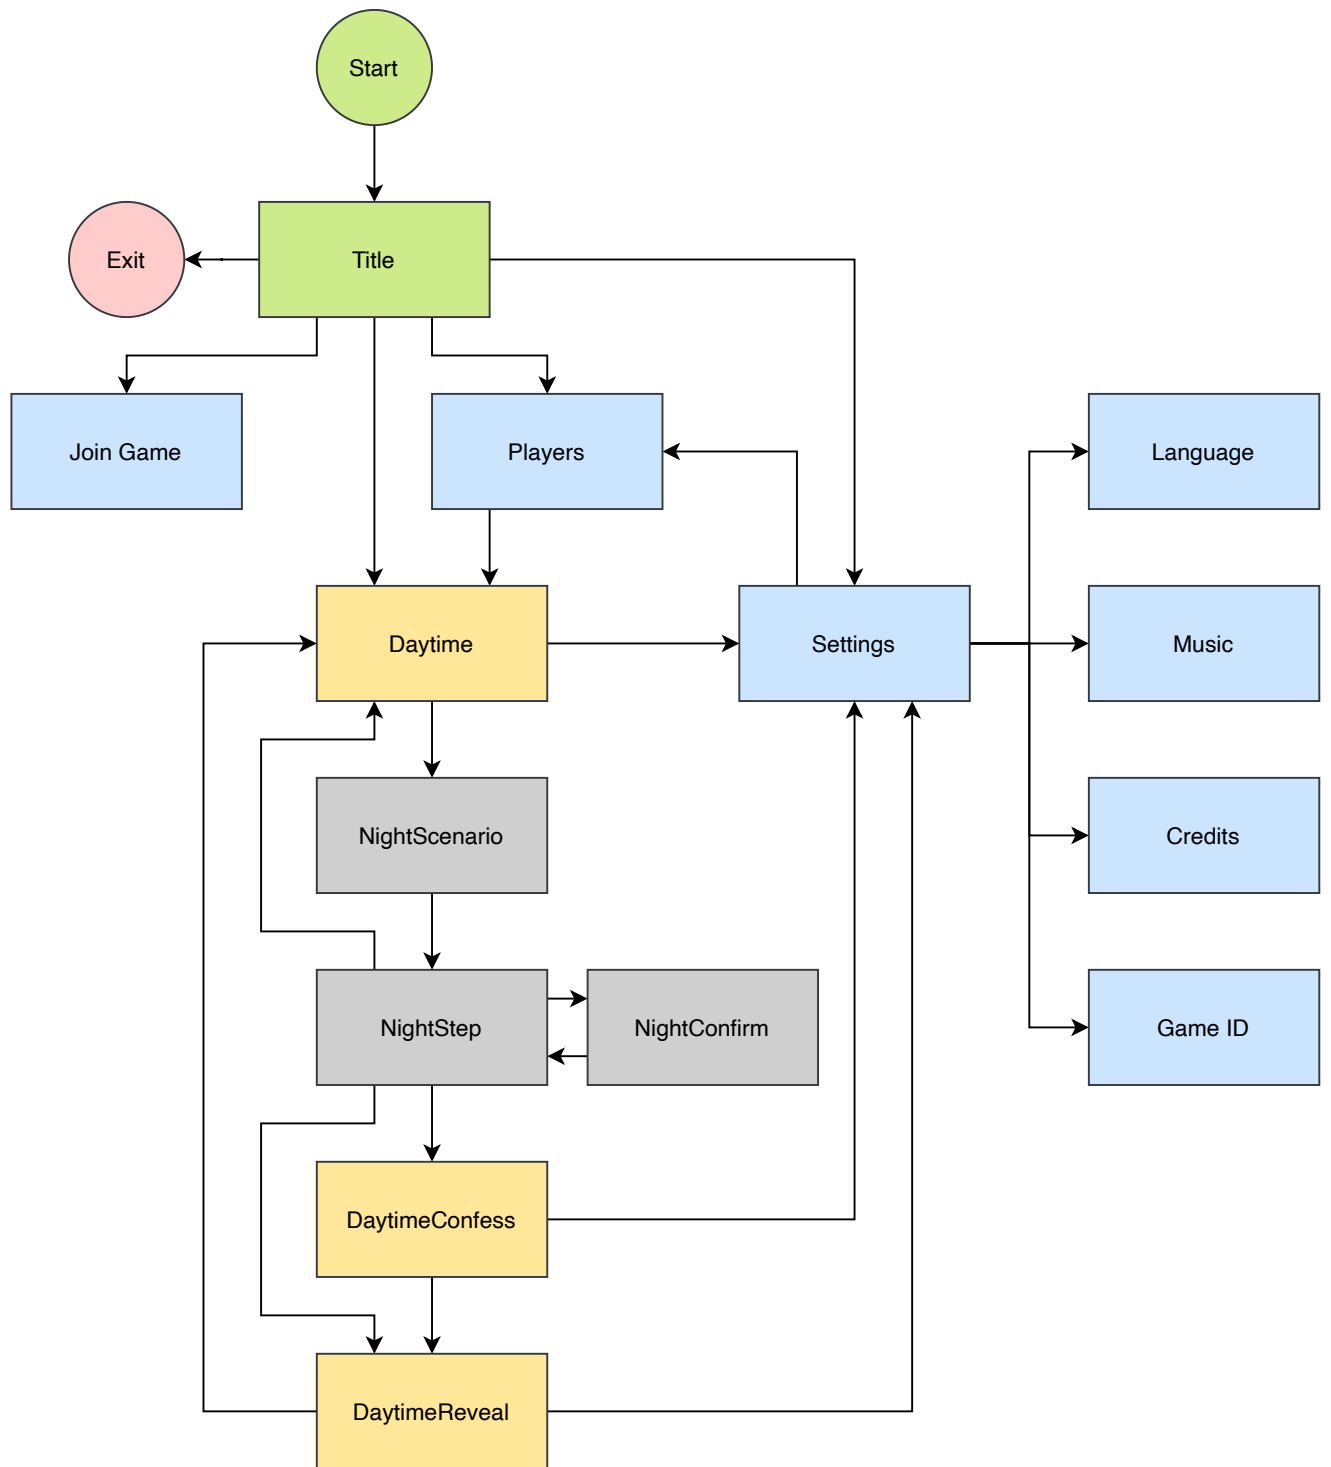 Start
Exit
Title
Join Game
Players
Language
Daytime
Settings
Music
NightScenario
Credits
NightStep
NightConfirm
Game ID
DaytimeConfess
DaytimeReveal